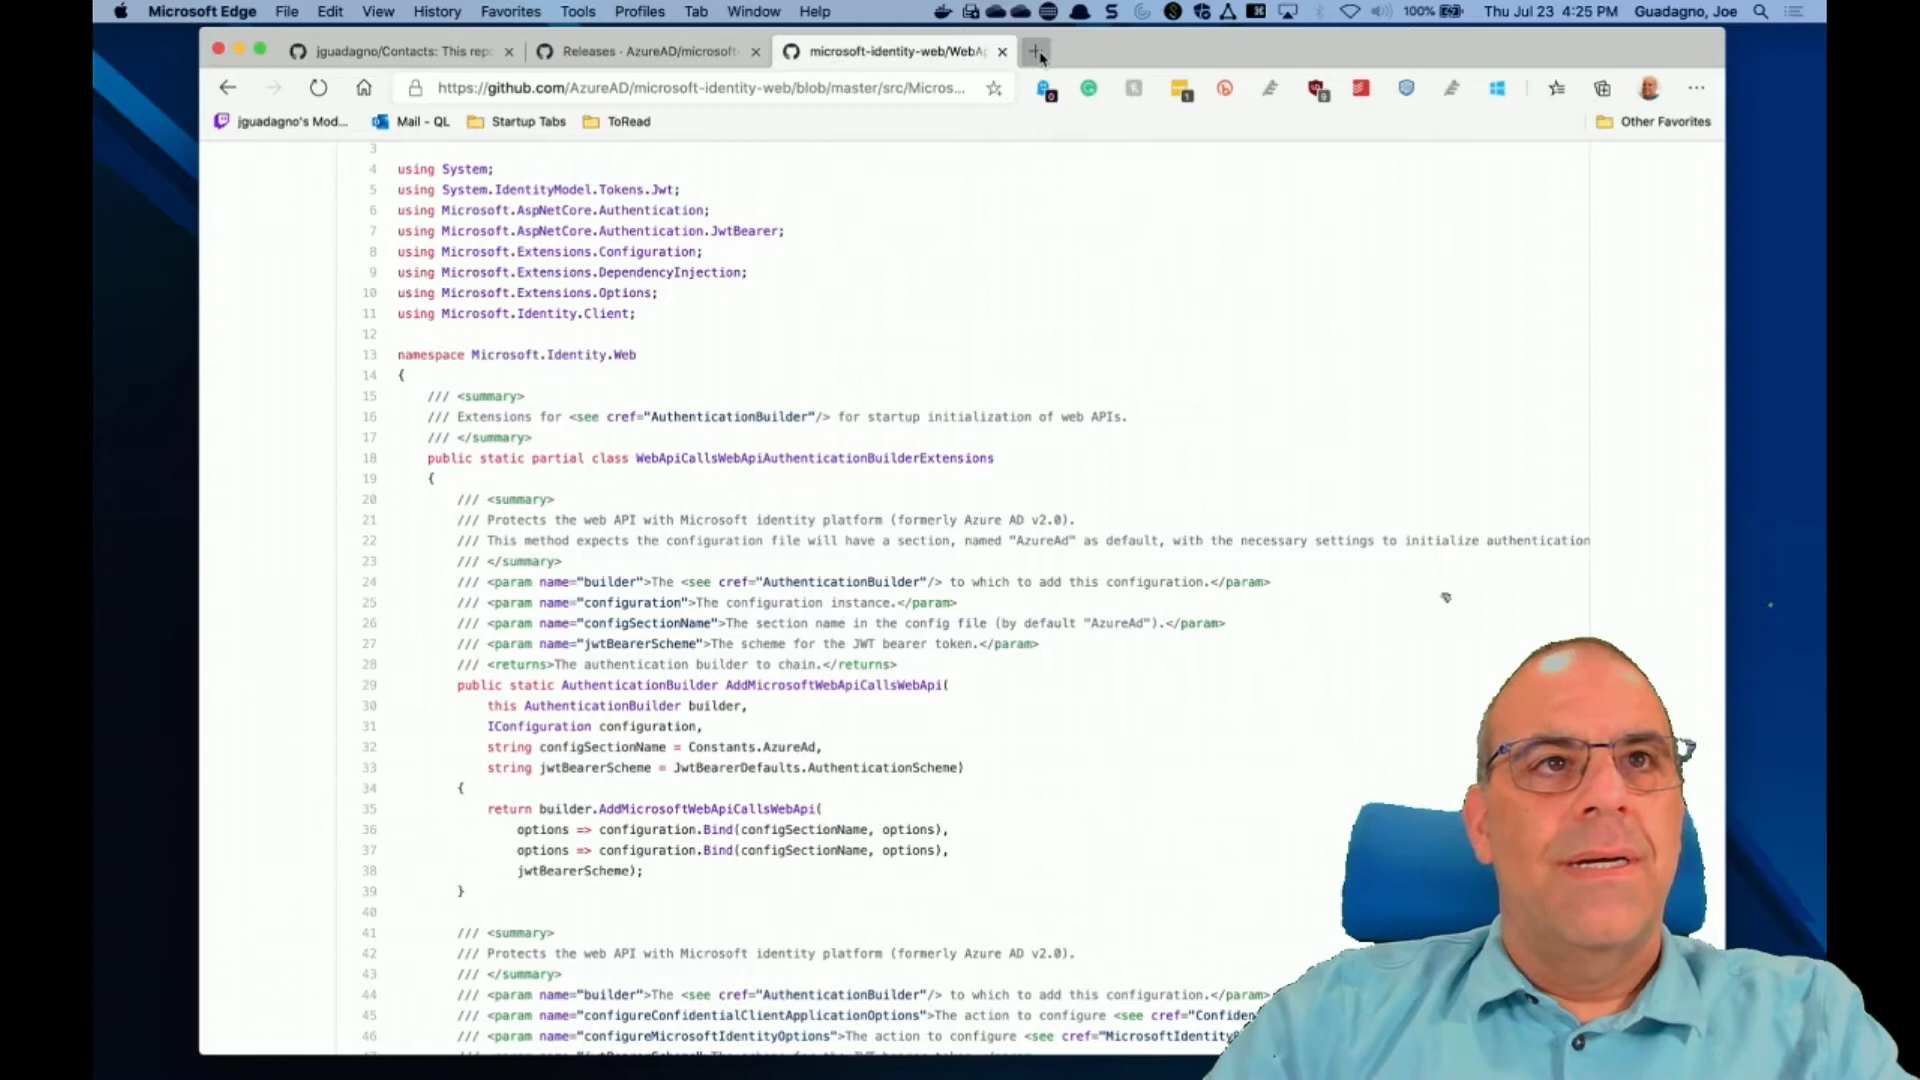 Microsoft Edge File Edit View History Favorites Tools Profiles Tab Window Help 100% Thu Jul 23 4:25 PM Guadagno, Joe
jguadagno/Contacts: This rep Releases · AzureAD/microsoft- microsoft-identity-web/WebA
https://github.com/AzureAD/microsoft-identity-web/blob/master/src/Micros... 0 1 9
jguadagno's Mod... Mail - QL Startup Tabs ToRead Other Favorites
3
4 using System;
5 using System.IdentityModel.Tokens.Jwt;
6 using Microsoft.AspNetCore.Authentication;
7 using Microsoft.AspNetCore.Authentication.JwtBearer;
8 using Microsoft.Extensions.Configuration;
9 using Microsoft.Extensions.DependencyInjection;
10 using Microsoft.Extensions.Options;
11 using Microsoft.Identity.Client;
12
13 namespace Microsoft.Identity.Web
14 {
15 /// <summary>
16 /// Extensions for <see cref="AuthenticationBuilder"/> for startup initialization of web APIs.
17 /// </summary>
18 public static partial class WebApiCallsWebApiAuthenticationBuilderExtensions
19 {
20 /// <summary>
21 /// Protects the web API with Microsoft identity platform (formerly Azure AD v2.0).
22 /// This method expects the configuration file will have a section, named "AzureAd" as default, with the necessary settings to initialize authentication
23 /// </summary>
24 /// <param name="builder">The <see cref="AuthenticationBuilder"/> to which to add this configuration.</param>
25 /// <param name="configuration">The configuration instance.</param>
26 /// <param name="configSectionName">The section name in the config file (by default "AzureAd").</param>
27 /// <param name="jwtBearerScheme">The scheme for the JWT bearer token.</param>
28 /// <returns>The authentication builder to chain.</returns>
29 public static AuthenticationBuilder AddMicrosoftWebApiCallsWebApi(
30 this AuthenticationBuilder builder,
31 IConfiguration configuration,
32 string configSectionName = Constants.AzureAd,
33 string jwtBearerScheme = JwtBearerDefaults.AuthenticationScheme)
34 {
35 return builder.AddMicrosoftWebApiCallsWebApi(
36 options => configuration.Bind(configSectionName, options),
37 options => configuration.Bind(configSectionName, options),
38 jwtBearerScheme);
39 }
40
41 /// <summary>
42 /// Protects the web API with Microsoft identity platform (formerly Azure AD v2.0).
43 /// </summary>
44 /// <param name="builder">The <see cref="AuthenticationBuilder"/> to which to add this configuration.</param>
45 /// <param name="configureConfidentialClientApplicationOptions">The action to configure <see cref="Confiden
46 /// <param name="configureMicrosoftIdentityOptions">The action to configure <see cref="MicrosoftIdentity